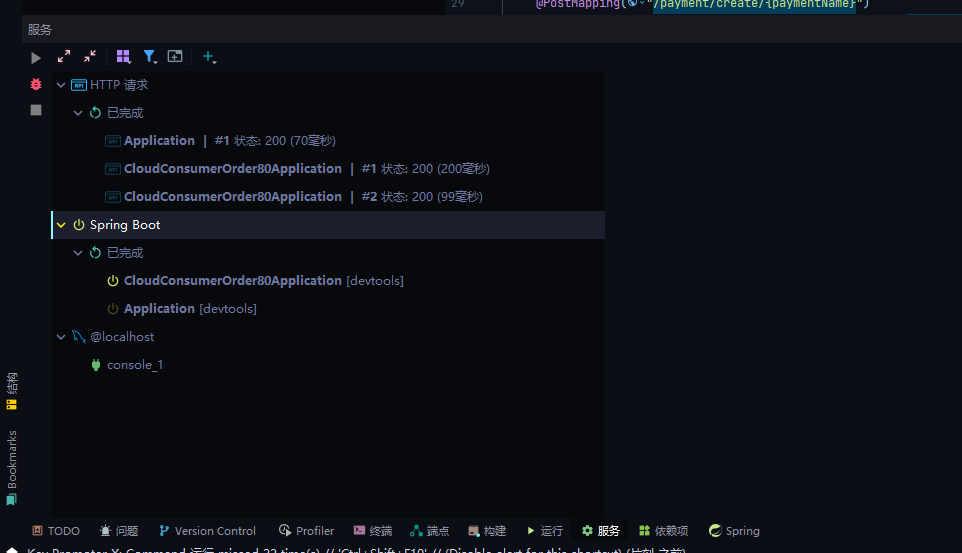 29 @PostMapping("/payment/create/{paymentName}")
服务
HTTP 请求
已完成
Application | #1 状态: 200 (70毫秒)
CloudConsumerOrder80Application | #1 状态: 200 (200毫秒)
CloudConsumerOrder80Application | #2 状态: 200 (99毫秒)
Spring Boot
已完成
CloudConsumerOrder80Application [devtools]
Application [devtools]
@localhost
console_1
结构
Bookmarks
TODO 问题 Version Control Profiler 终端 端点 构建 运行 服务 依赖项 Spring
Key Promoter X: Command 运行 missed 33 time(s) // 'Ctrl+Shift+F10' // (Disable alert for this shortcut) (片刻 之前)